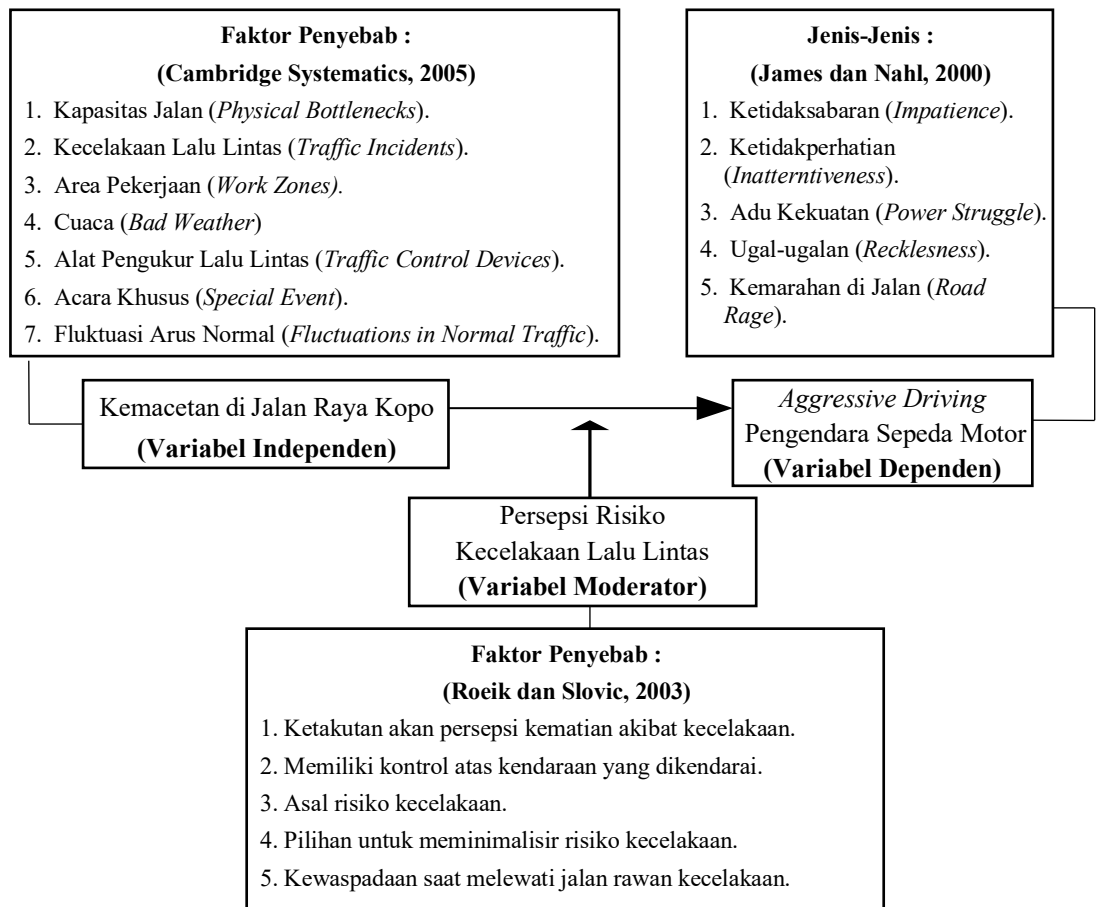 Faktor Penyebab :
(Cambridge Systematics, 2005)
1. Kapasitas Jalan (Physical Bottlenecks).
2. Kecelakaan Lalu Lintas (Traffic Incidents).
3. Area Pekerjaan (Work Zones).
4. Cuaca (Bad Weather)
5. Alat Pengukur Lalu Lintas (Traffic Control Devices).
6. Acara Khusus (Special Event).
7. Fluktuasi Arus Normal (Fluctuations in Normal Traffic).
Jenis-Jenis :
(James dan Nahl, 2000)
1. Ketidaksabaran (Impatience).
2. Ketidakperhatian
(Inatterntiveness).
3. Adu Kekuatan (Power Struggle).
4. Ugal-ugalan (Recklesness).
5. Kemarahan di Jalan (Road
Rage).
Kemacetan di Jalan Raya Kopo
(Variabel Independen)
Aggressive Driving
Pengendara Sepeda Motor
(Variabel Dependen)
Persepsi Risiko
Kecelakaan Lalu Lintas
(Variabel Moderator)
Faktor Penyebab :
(Roeik dan Slovic, 2003)
1. Ketakutan akan persepsi kematian akibat kecelakaan.
2. Memiliki kontrol atas kendaraan yang dikendarai.
3. Asal risiko kecelakaan.
4. Pilihan untuk meminimalisir risiko kecelakaan.
5. Kewaspadaan saat melewati jalan rawan kecelakaan.